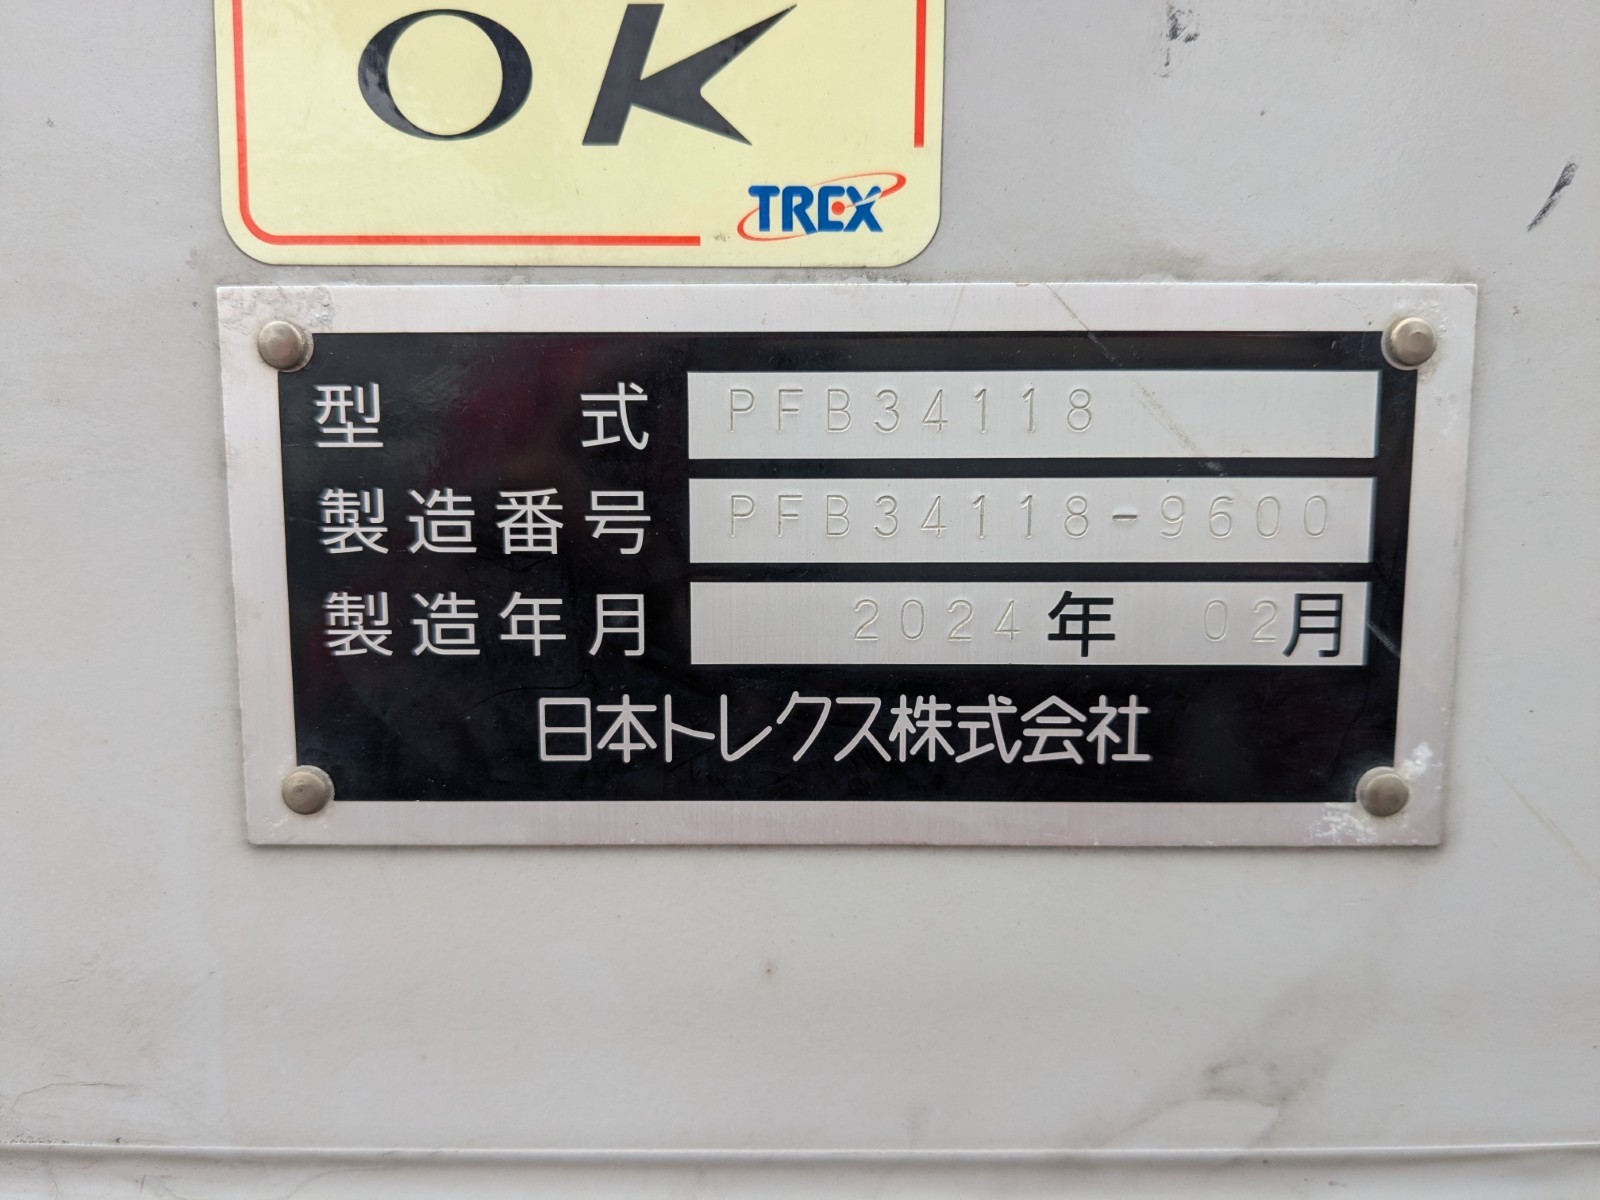 OK
TREX
型式 PFB34118
製造番号 PFB34118-9600
製造年月 2024年 02月
日本トレクス株式会社